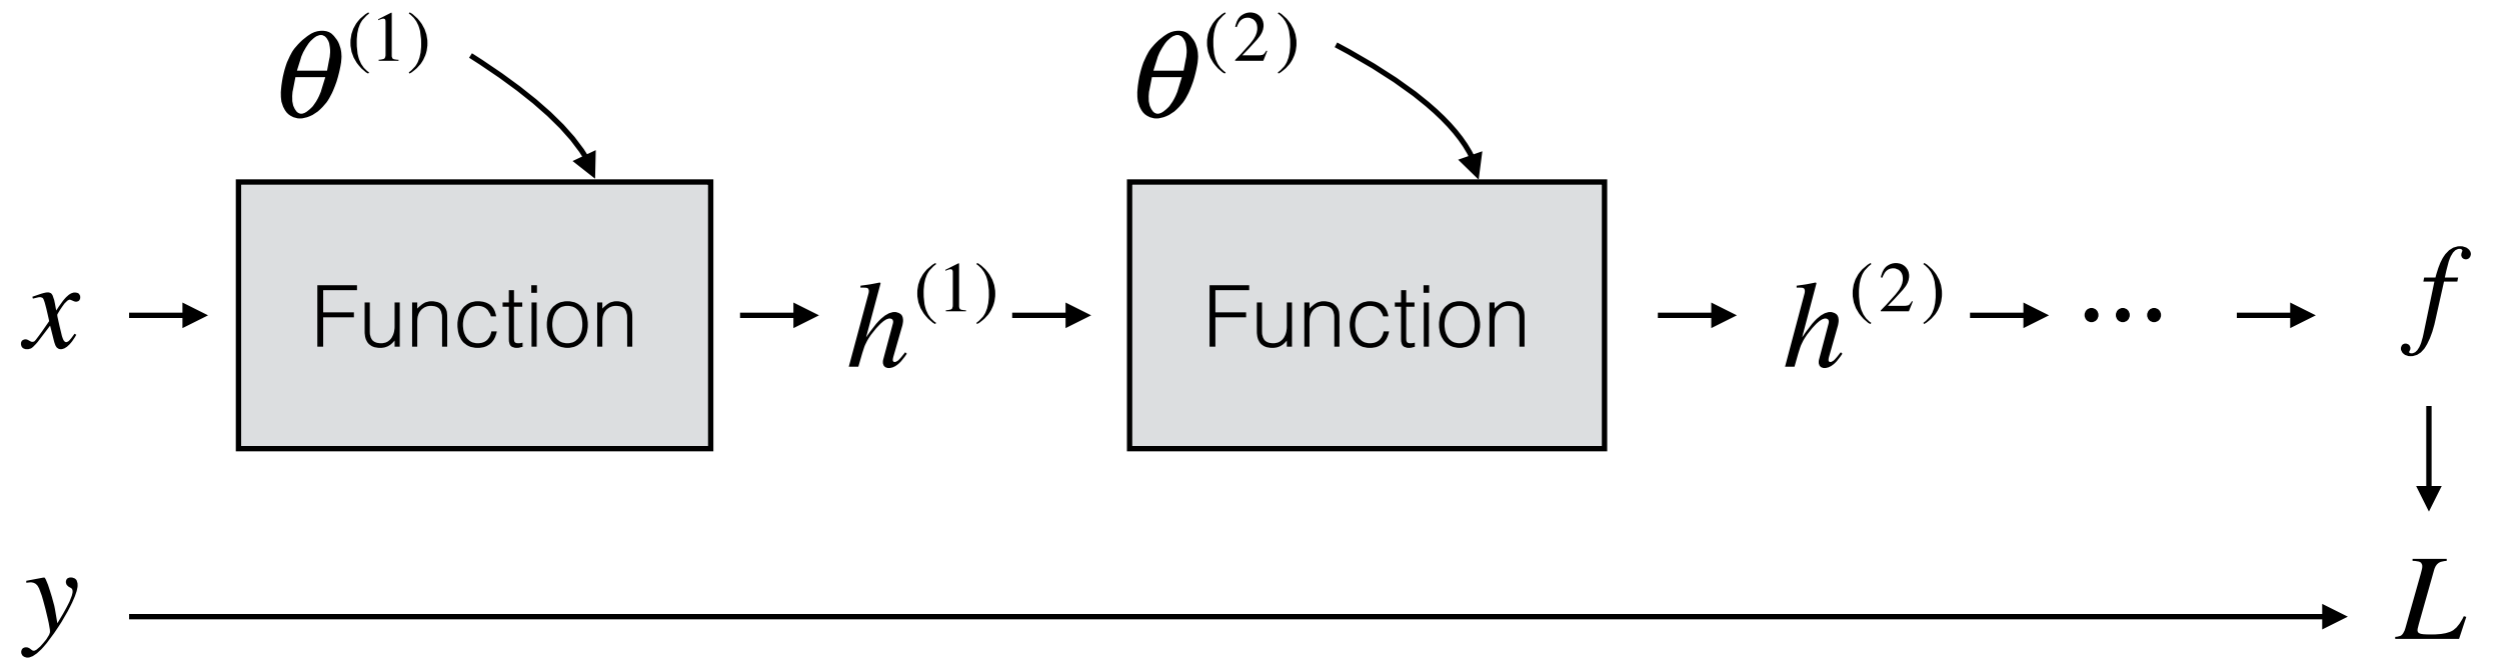 θ(1) θ(2)
x Function h(1) Function h(2) ... f
y L